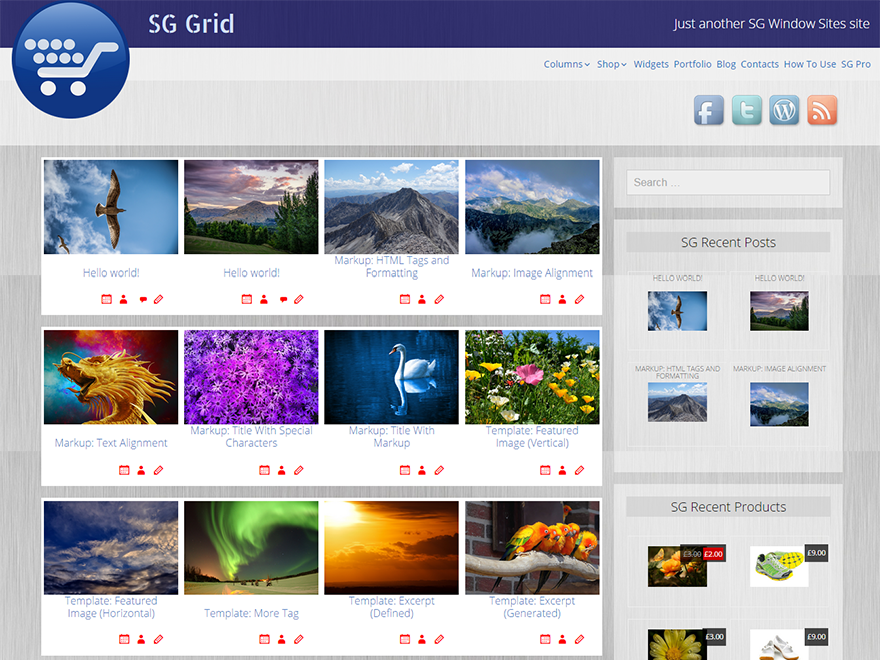 SG Grid
Just another SG Window Sites site
Columns Shop Widgets Portfolio Blog Contacts How To Use SG Pro
Search ...
Hello world!
Hello world!
Markup: HTML Tags and
Formatting
Markup: Image Alignment
SG Recent Posts
HELLO WORLD!
HELLO WORLD!
MARKUP: HTML TAGS AND
FORMATTING
MARKUP: IMAGE ALIGNMENT
Markup: Text Alignment
Markup: Title With Special
Characters
Markup: Title With
Markup
Template: Featured
Image (Vertical)
SG Recent Products
£3.00 £2.00
£9.00
£3.00
£9.00
Template: Featured
Image (Horizontal)
Template: More Tag
Template: Excerpt
(Defined)
Template: Excerpt
(Generated)